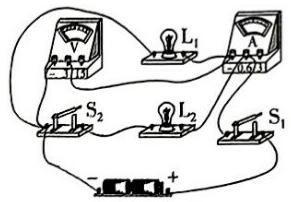 V
- 3 15
L₁
A
- 0.6 3
S₂
L₂
S₁
- +